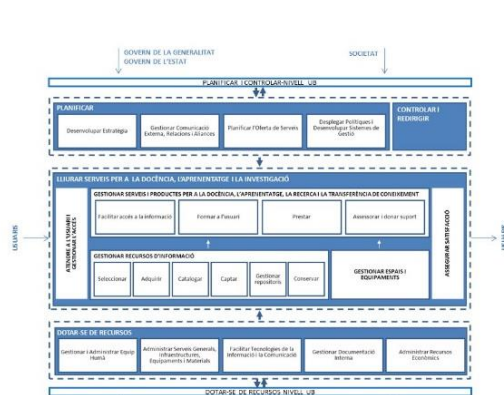 GOVERN DE LA GENERALITAT
GOVERN DE L'ESTAT
SOCIETAT
PLANIFICAR I CONTROLAR-NIVELL UB
PLANIFICAR
CONTROLAR I
REDIRIGIR
Desenvolupar Estratègia
Gestionar Comunicació
Externa, Relacions i Aliances
Planificar l'Oferta de Serveis
Desplegar Polítiques i
Desenvolupar Sistemes de
Gestió
LLIURAR SERVEIS PER A LA DOCÈNCIA, L'APRENENTATGE I LA INVESTIGACIÓ
USUARIS
ATENDRE A L'USUARI I
GESTIONAR L'ACCÉS
GESTIONAR SERVEIS I PRODUCTES PER A LA DOCÈNCIA, L'APRENENTATGE, LA RECERCA I LA TRANSFERÈNCIA DE CONEIXEMENT
Facilitar accés a la informació
Formar a l'usuari
Prestar
Assessorar i donar suport
GESTIONAR RECURSOS D'INFORMACIÓ
Seleccionar
Adquirir
Catalogar
Captar
Gestionar
repositoris
Conservar
GESTIONAR ESPAIS I
EQUIPAMENTS
ASSEGURAR SATISFACCIÓ
USUARIS
DOTAR-SE DE RECURSOS
Gestionar i Administrar Equip
Humà
Administrar Serveis Generals,
Infraestructures,
Equipaments i Materials
Facilitar Tecnologies de la
Informació i la Comunicació
Gestionar Documentació
Interna
Administrar Recursos
Econòmics
DOTAR-SE DE RECURSOS NIVELL UB